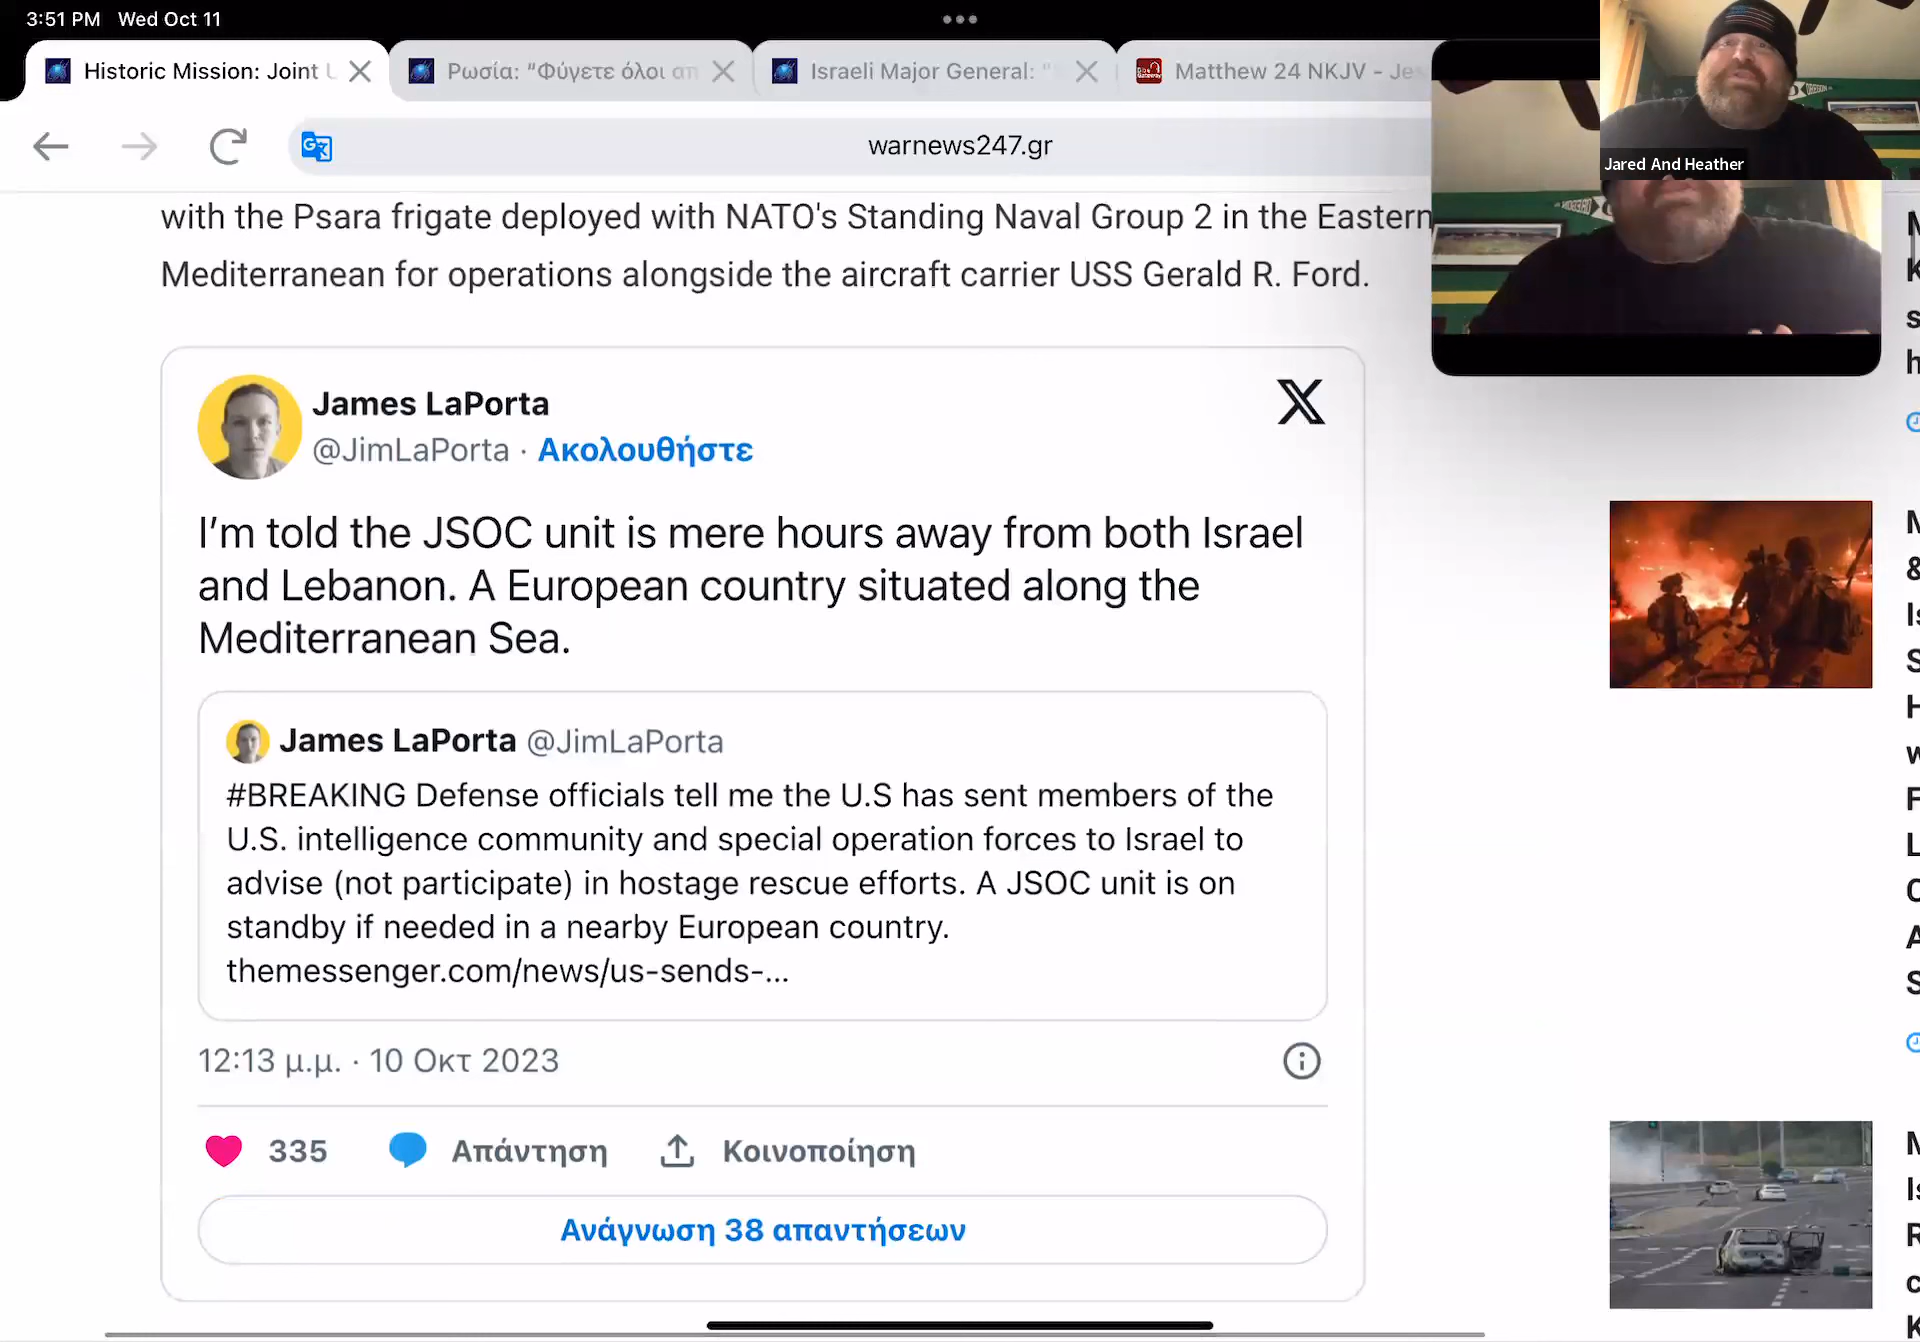 3:51 PM Wed Oct 11
Historic Mission: Joint
Ρωσία: "Φύγετε όλοι απ
Israeli Major General: "
Matthew 24 NKJV - Jes
warnews247.gr
Jared And Heather
OREGON
with the Psara frigate deployed with NATO's Standing Naval Group 2 in the Eastern
Mediterranean for operations alongside the aircraft carrier USS Gerald R. Ford.
James LaPorta
@JimLaPorta · Ακολουθήστε
I'm told the JSOC unit is mere hours away from both Israel
and Lebanon. A European country situated along the
Mediterranean Sea.
James LaPorta @JimLaPorta
#BREAKING Defense officials tell me the U.S has sent members of the
U.S. intelligence community and special operation forces to Israel to
advise (not participate) in hostage rescue efforts. A JSOC unit is on
standby if needed in a nearby European country.
themessenger.com/news/us-sends-...
12:13 μ.μ. · 10 Οκτ 2023
335 Απάντηση Κοινοποίηση
Ανάγνωση 38 απαντήσεων